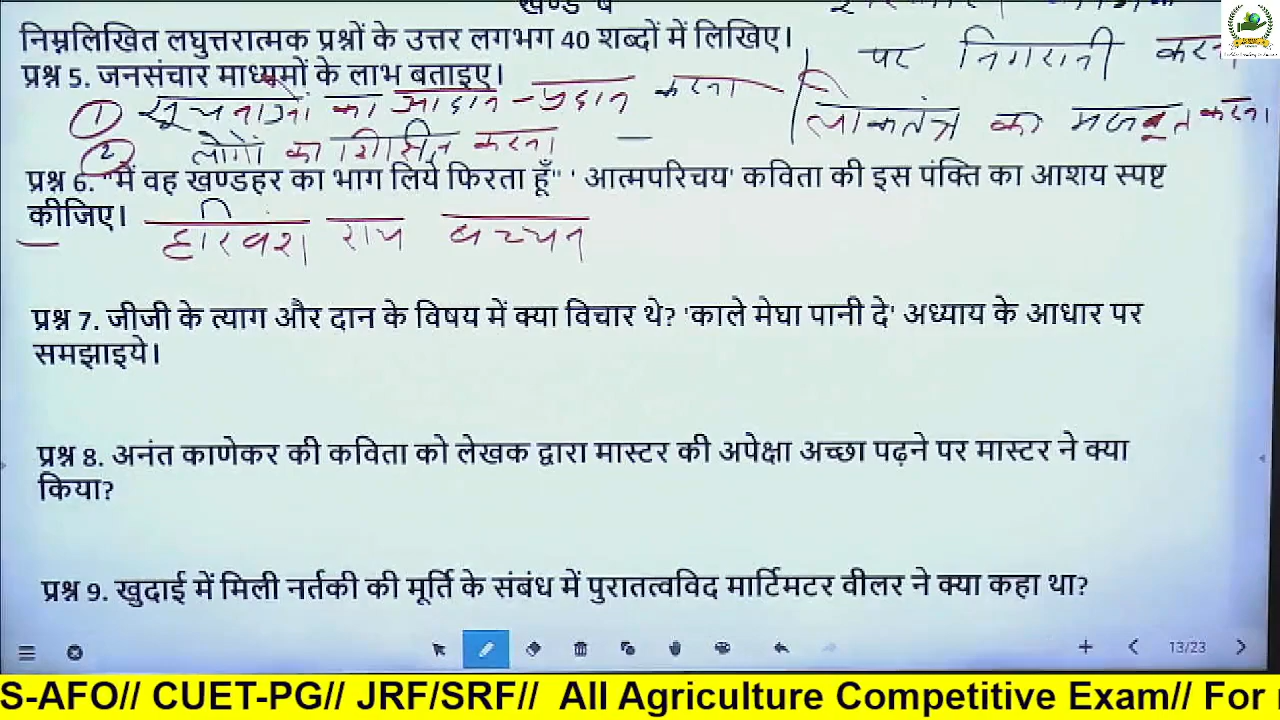 खण्ड ब
निम्नलिखित लघुत्तरात्मक प्रश्नों के उत्तर लगभग 40 शब्दों में लिखिए।
पर निगरानी करना
प्रश्न 5. जनसंचार माध्यमों के लाभ बताइए।
① सूचनाओं का आदान-प्रदान करना
लोकतंत्र को मजबूत करना।
② लोगों को शिक्षित करना
प्रश्न 6. "मैं वह खण्डहर का भाग लिये फिरता हूँ" ' आत्मपरिचय' कविता की इस पंक्ति का आशय स्पष्ट
कीजिए।
हरिवंश राय बच्चन
प्रश्न 7. जीजी के त्याग और दान के विषय में क्या विचार थे? 'काले मेघा पानी दे' अध्याय के आधार पर
समझाइये।
प्रश्न 8. अनंत काणेकर की कविता को लेखक द्वारा मास्टर की अपेक्षा अच्छा पढ़ने पर मास्टर ने क्या
किया?
प्रश्न 9. खुदाई में मिली नर्तकी की मूर्ति के संबंध में पुरातत्वविद मार्टिमटर वीलर ने क्या कहा था?
13/23
S-AFO// CUET-PG// JRF/SRF// All Agriculture Competitive Exam// For